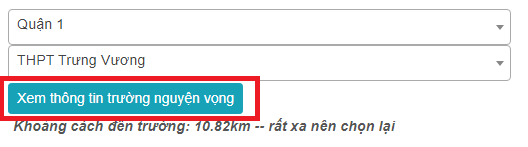 Quận 1
THPT Trưng Vương
Xem thông tin trường nguyện vọng
Khoảng cách đến trường: 10.82km -- rất xa nên chọn lại